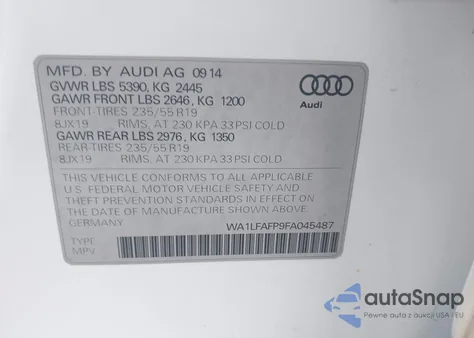 MFD. BY AUDI AG 09 14
GVWR LBS 5390, KG 2445
GAWR FRONT LBS 2646, KG 1200
FRONT-TIRES 235/55 R19
8JX19 RIMS, AT 230 KPA 33 PSI COLD
GAWR REAR LBS 2976, KG 1350
REAR-TIRES 235/55 R19
8JX19 RIMS, AT 230 KPA 33 PSI COLD
Audi
THIS VEHICLE CONFORMS TO ALL APPLICABLE
U.S. FEDERAL MOTOR VEHICLE SAFETY AND
THEFT PREVENTION STANDARDS IN EFFECT ON
THE DATE OF MANUFACTURE SHOWN ABOVE.
GERMANY
WA1LFAFP9FA045487
TYPE
MPV
autoSnap
Pewne auta z aukcji USA i EU